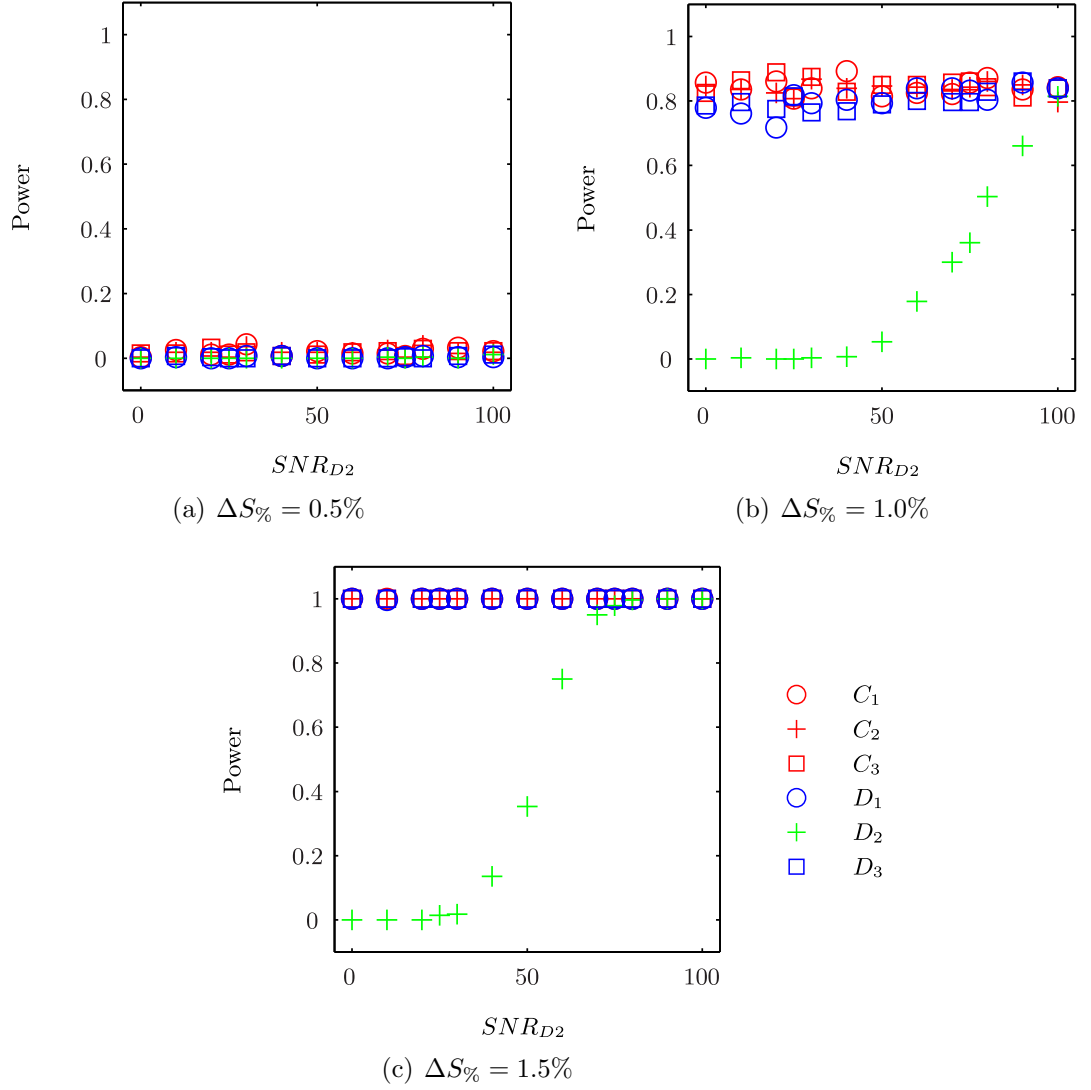 1
0.8
0.6
0.4
0.2
0
Power
0 50 100
SNR_{D2}
(a) ΔS_% = 0.5%
1
0.8
0.6
0.4
0.2
0
Power
0 50 100
SNR_{D2}
(b) ΔS_% = 1.0%
1
0.8
0.6
0.4
0.2
0
Power
0 50 100
SNR_{D2}
(c) ΔS_% = 1.5%
C_1
C_2
C_3
D_1
D_2
D_3